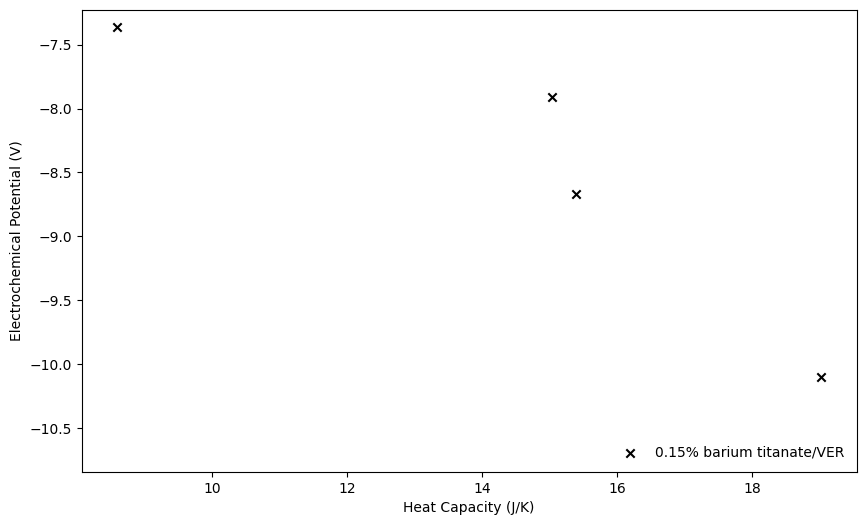 −7.5
−8.0
−8.5
−9.0
−9.5
−10.0
−10.5
Electrochemical Potential (V)
0.15% barium titanate/VER
10 12 14 16 18
Heat Capacity (J/K)